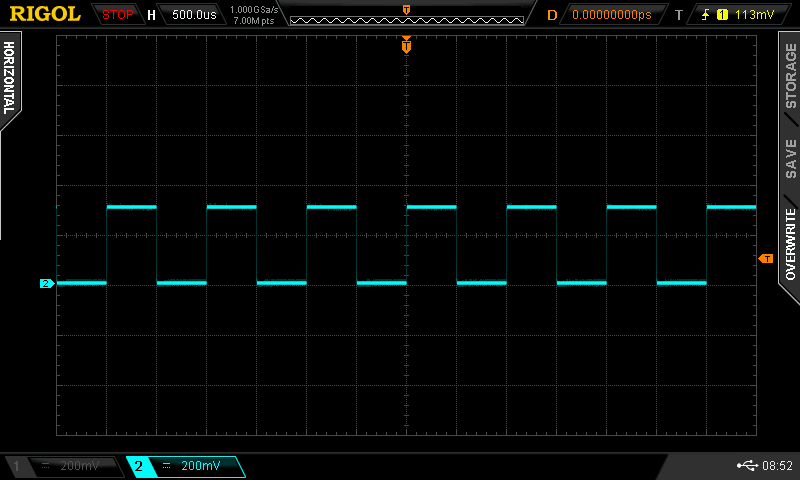 RIGOL STOP H 500.0us 1.000GSa/s 7.00M pts T D 0.00000000ps T 1 113mV
T
HORIZONTAL
STORAGE
SAVE
OVERWRITE
T
2
1 200mV 2 200mV 08:52